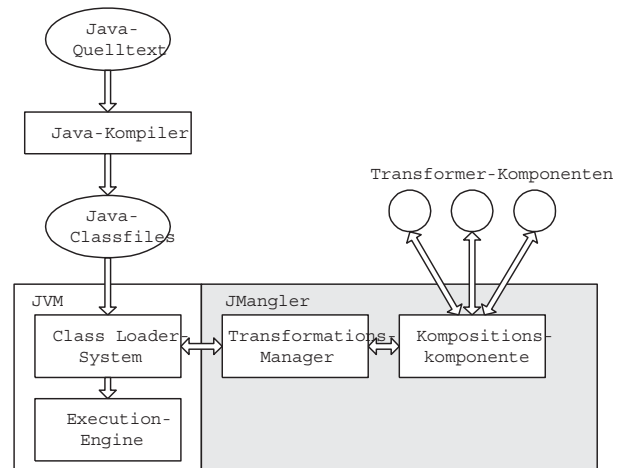 Java-
Quelltext
Java-Kompiler
Transformer-Komponenten
Java-
Classfiles
JVM
JMangler
Class Loader-
System
Transformations-
Manager
Kompositions-
komponente
Execution-
Engine